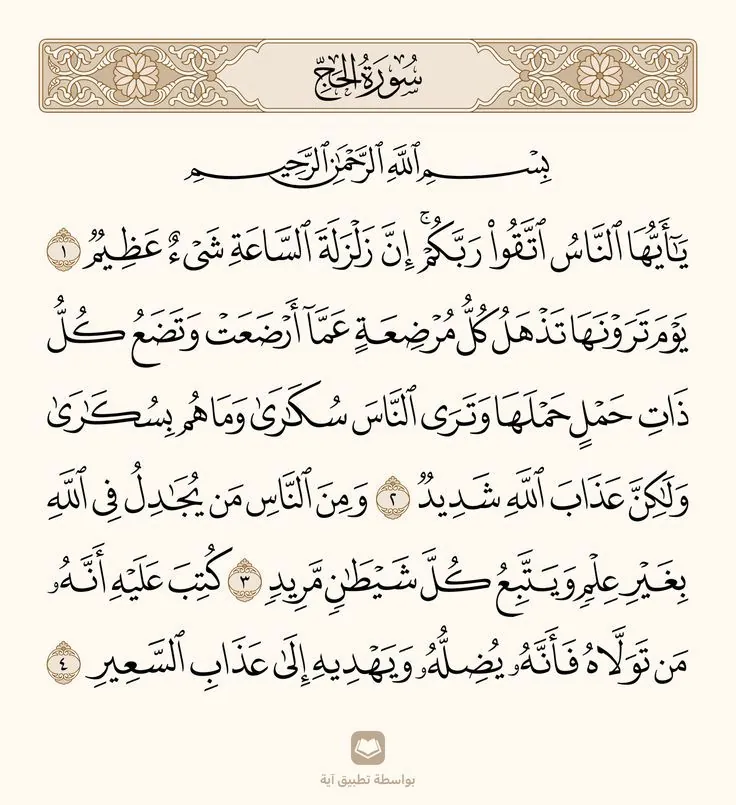 سُورَةُ الحَجِّ
بِسْمِ ٱللَّهِ ٱلرَّحْمَٰنِ ٱلرَّحِيمِ
يَٰٓأَيُّهَا ٱلنَّاسُ ٱتَّقُوا۟ رَبَّكُمْ ۚ إِنَّ زَلْزَلَةَ ٱلسَّاعَةِ شَىْءٌ عَظِيمٌ ١
يَوْمَ تَرَوْنَهَا تَذْهَلُ كُلُّ مُرْضِعَةٍ عَمَّآ أَرْضَعَتْ وَتَضَعُ كُلُّ
ذَاتِ حَمْلٍ حَمْلَهَا وَتَرَى ٱلنَّاسَ سُكَٰرَىٰ وَمَا هُم بِسُكَٰرَىٰ
وَلَٰكِنَّ عَذَابَ ٱللَّهِ شَدِيدٌ ٢ وَمِنَ ٱلنَّاسِ مَن يُجَٰدِلُ فِى ٱللَّهِ
بِغَيْرِ عِلْمٍ وَيَتَّبِعُ كُلَّ شَيْطَٰنٍ مَّرِيدٍ ٣ كُتِبَ عَلَيْهِ أَنَّهُۥ
مَن تَوَلَّاهُ فَأَنَّهُۥ يُضِلُّهُۥ وَيَهْدِيهِ إِلَىٰ عَذَابِ ٱلسَّعِيرِ ٤
بواسطة تطبيق آية